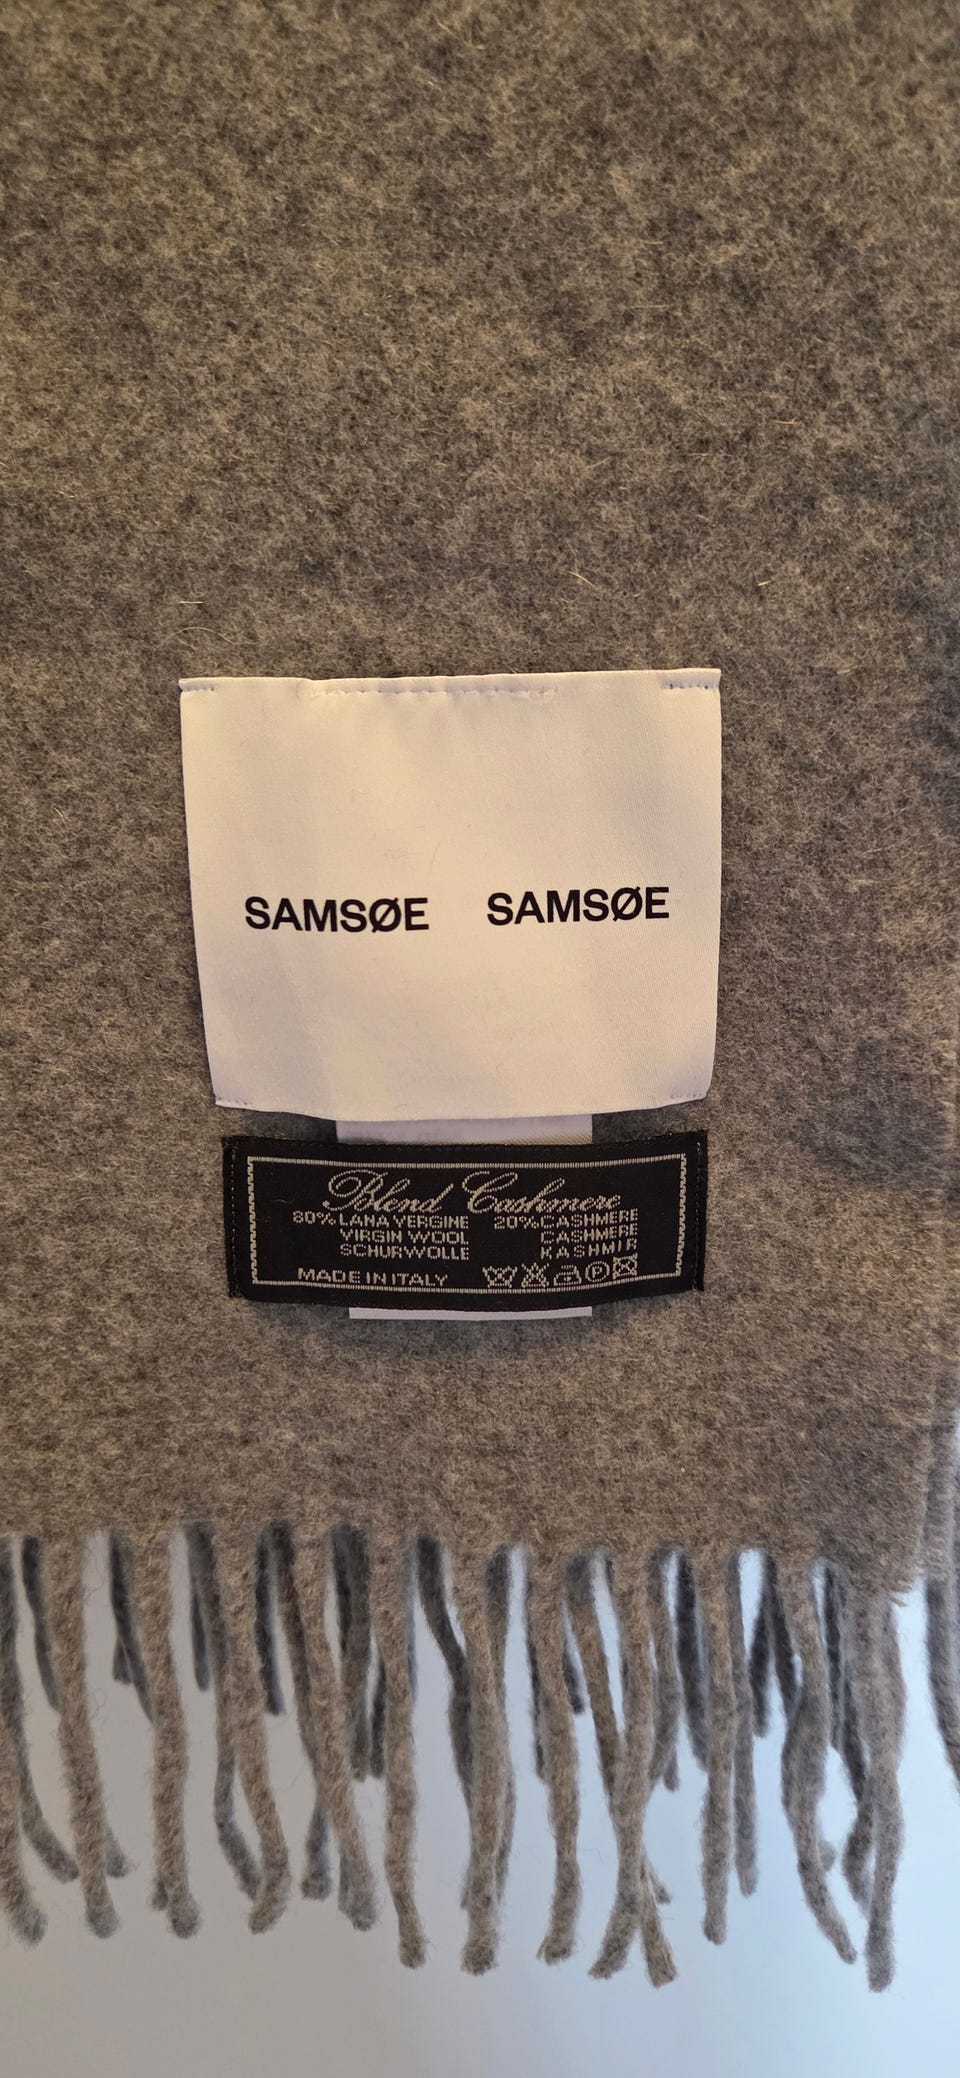 SAMSØE SAMSØE
Blend Cashmere
80% LANA VERGINE 20% CASHMERE
VIRGIN WOOL CASHMERE
SCHURWOLLE KASHMIR
MADE IN ITALY P